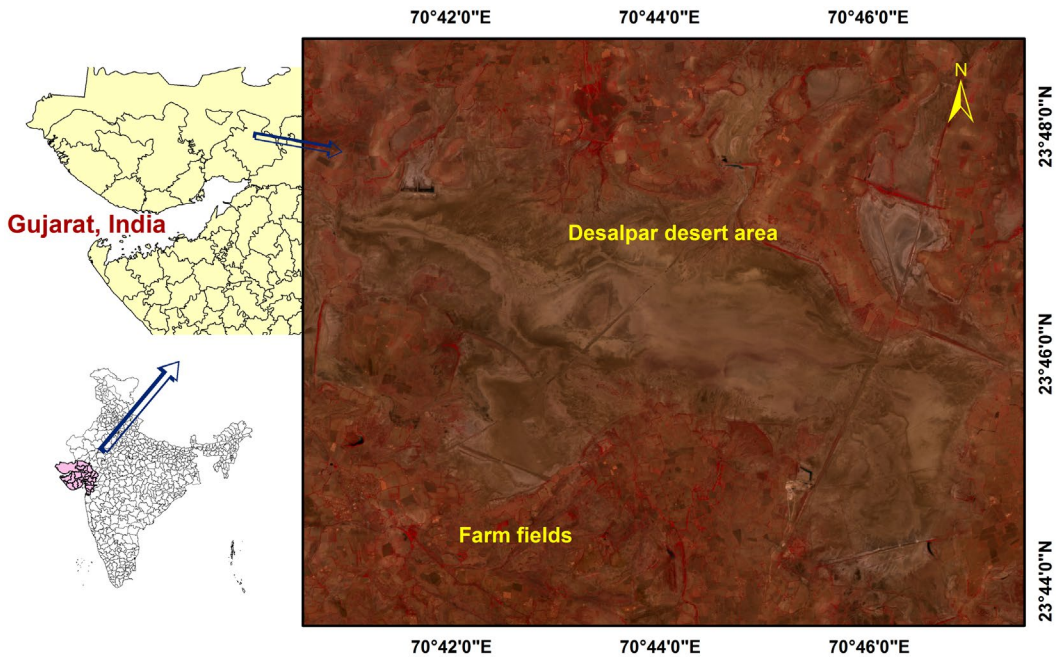 70°42'0"E 70°44'0"E 70°46'0"E
N
23°48'0"N
Gujarat, India
Desalpar desert area
23°46'0"N
Farm fields
23°44'0"N
70°42'0"E 70°44'0"E 70°46'0"E